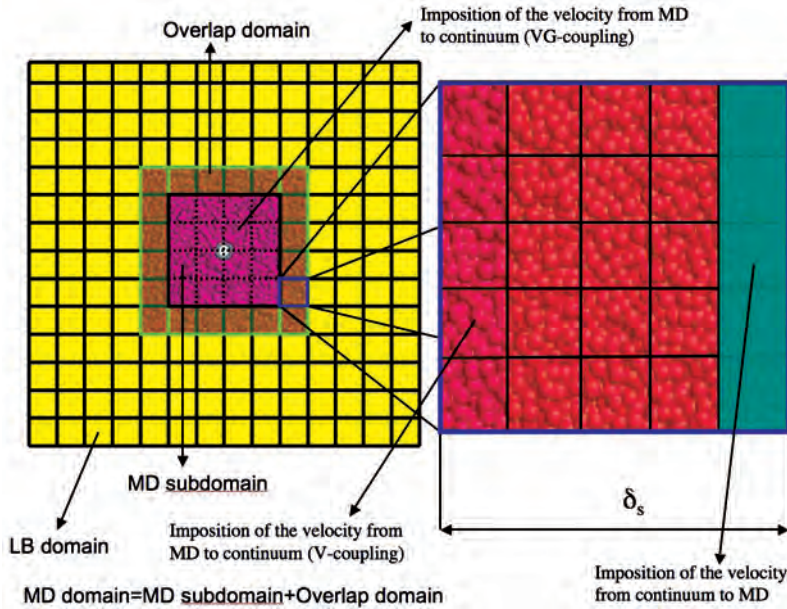 Imposition of the velocity from MD
to continuum (VG-coupling)
Overlap domain
MD subdomain
δs
LB domain
Imposition of the velocity from
MD to continuum (V-coupling)
Imposition of the velocity
from continuum to MD
MD domain=MD subdomain+Overlap domain